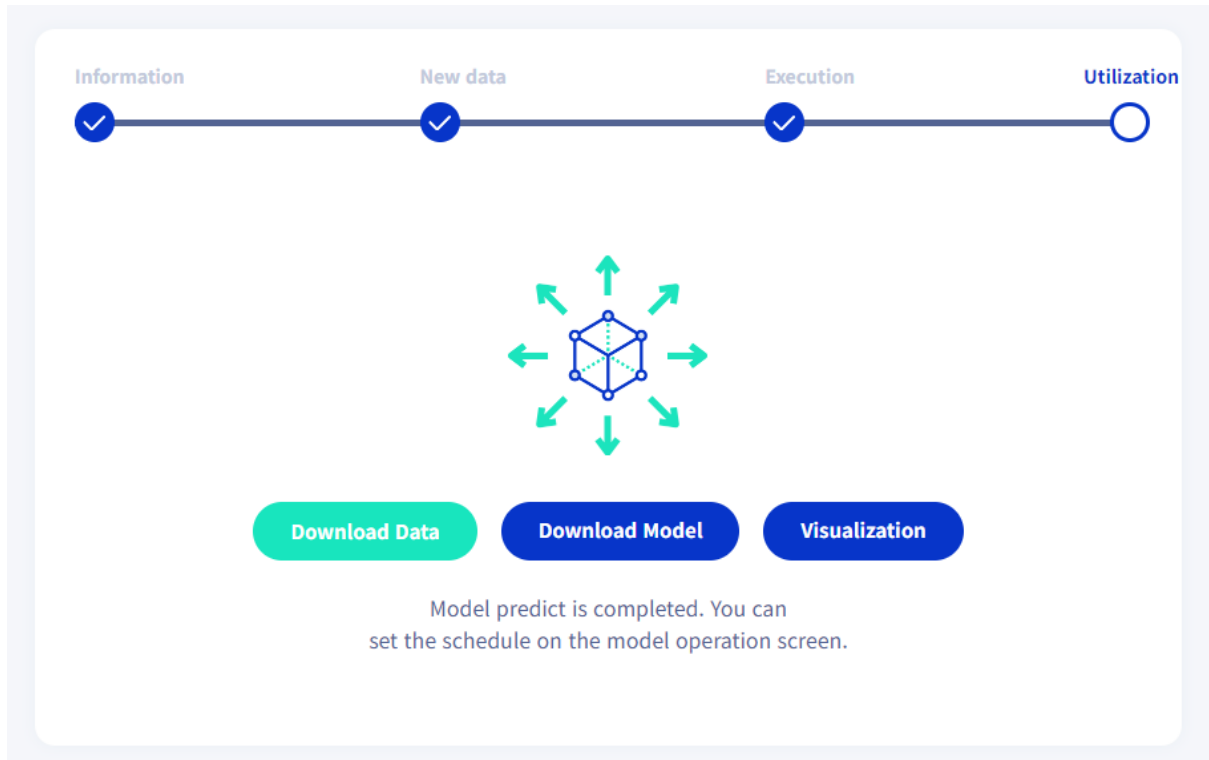 Information
New data
Execution
Utilization
Download Data
Download Model
Visualization
Model predict is completed. You can
set the schedule on the model operation screen.